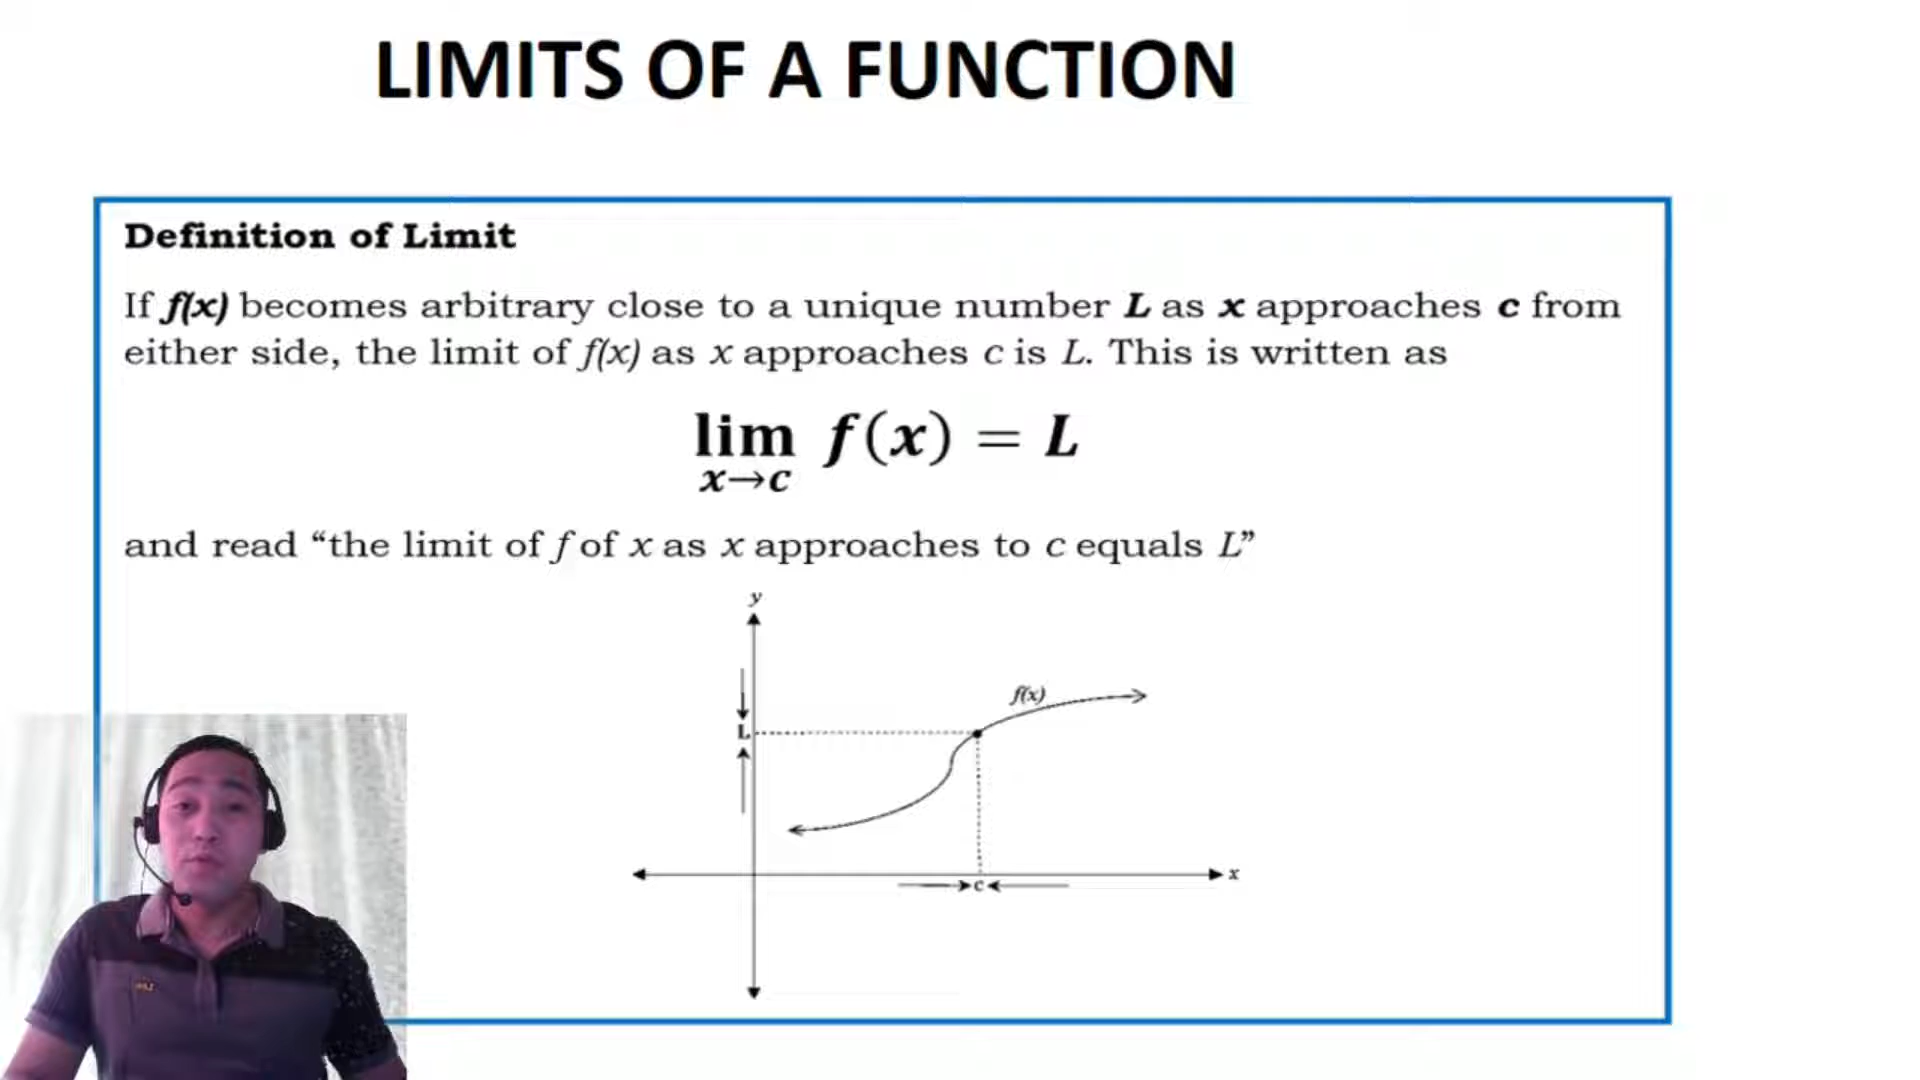 LIMITS OF A FUNCTION
Definition of Limit
If f(x) becomes arbitrary close to a unique number L as x approaches c from
either side, the limit of f(x) as x approaches c is L. This is written as
lim f(x) = L
x→c
and read “the limit of f of x as x approaches to c equals L”
y
f(x)
L
x
c